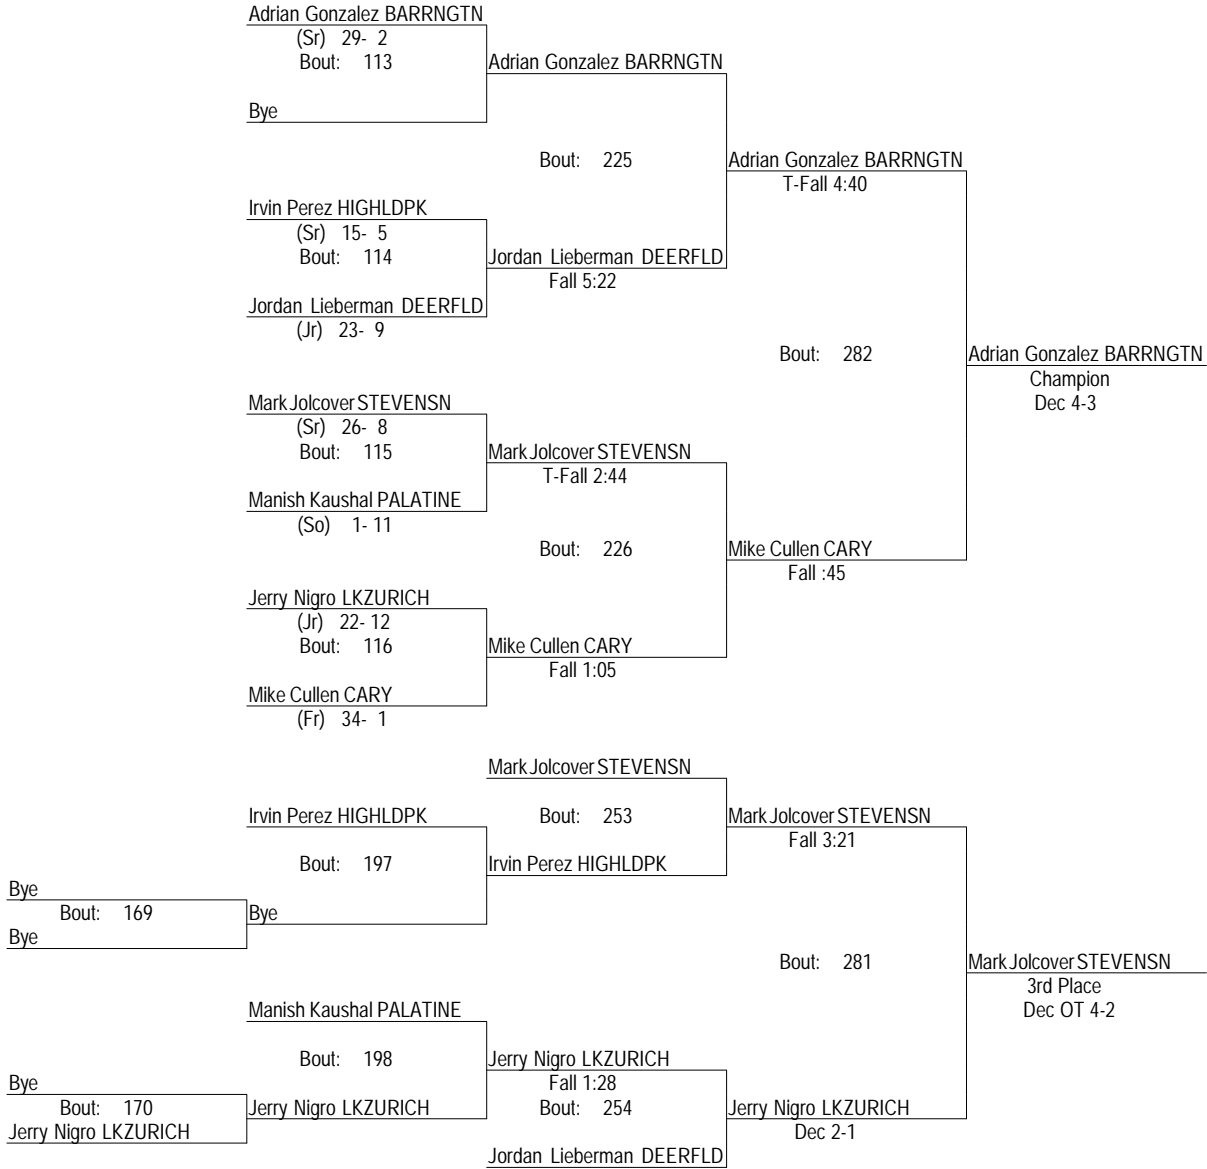 Adrian Gonzalez BARRNGTN
(Sr) 29- 2
Bout: 113
Adrian Gonzalez BARRNGTN
Bye
Bout: 225
Adrian Gonzalez BARRNGTN
T-Fall 4:40
Irvin Perez HIGHLDPK
(Sr) 15- 5
Bout: 114
Jordan Lieberman DEERFLD
Fall 5:22
Jordan Lieberman DEERFLD
(Jr) 23- 9
Bout: 282
Adrian Gonzalez BARRNGTN
Champion
Dec 4-3
Mark Jolcover STEVENSN
(Sr) 26- 8
Bout: 115
Mark Jolcover STEVENSN
T-Fall 2:44
Manish Kaushal PALATINE
(So) 1- 11
Bout: 226
Mike Cullen CARY
Fall :45
Jerry Nigro LKZURICH
(Jr) 22- 12
Bout: 116
Mike Cullen CARY
Fall 1:05
Mike Cullen CARY
(Fr) 34- 1
Mark Jolcover STEVENSN
Irvin Perez HIGHLDPK
Bout: 253
Mark Jolcover STEVENSN
Fall 3:21
Bout: 197
Irvin Perez HIGHLDPK
Bye
Bout: 169
Bye
Bye
Bout: 281
Mark Jolcover STEVENSN
3rd Place
Dec OT 4-2
Manish Kaushal PALATINE
Bout: 198
Jerry Nigro LKZURICH
Fall 1:28
Bye
Bout: 170
Jerry Nigro LKZURICH
Bout: 254
Jerry Nigro LKZURICH
Dec 2-1
Jerry Nigro LKZURICH
Jordan Lieberman DEERFLD